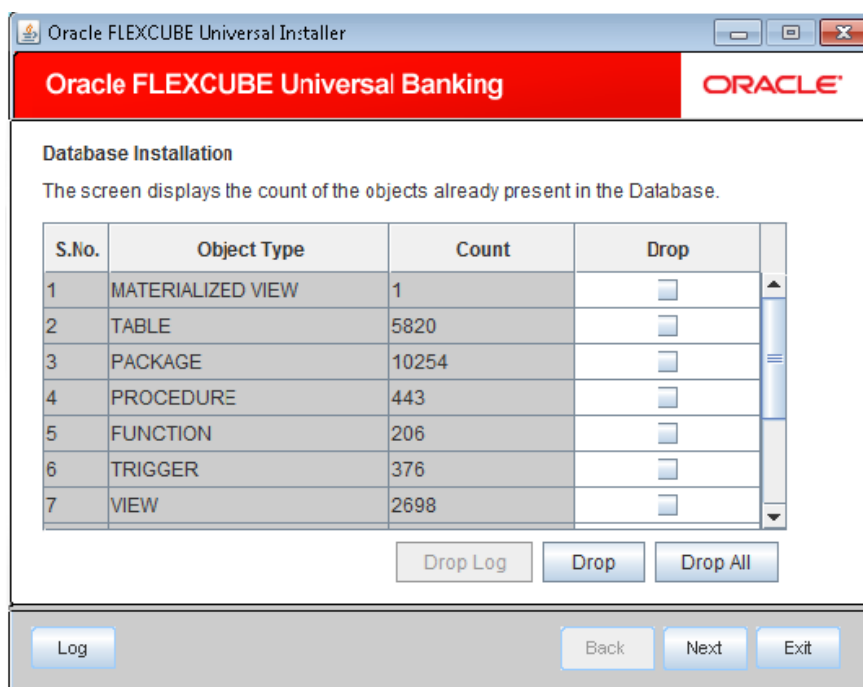 Oracle FLEXCUBE Universal Installer
Oracle FLEXCUBE Universal Banking ORACLE
Database Installation
The screen displays the count of the objects already present in the Database.
S.No. Object Type Count Drop
1 MATERIALIZED VIEW 1
2 TABLE 5820
3 PACKAGE 10254
4 PROCEDURE 443
5 FUNCTION 206
6 TRIGGER 376
7 VIEW 2698
Drop Log Drop Drop All
Log Back Next Exit